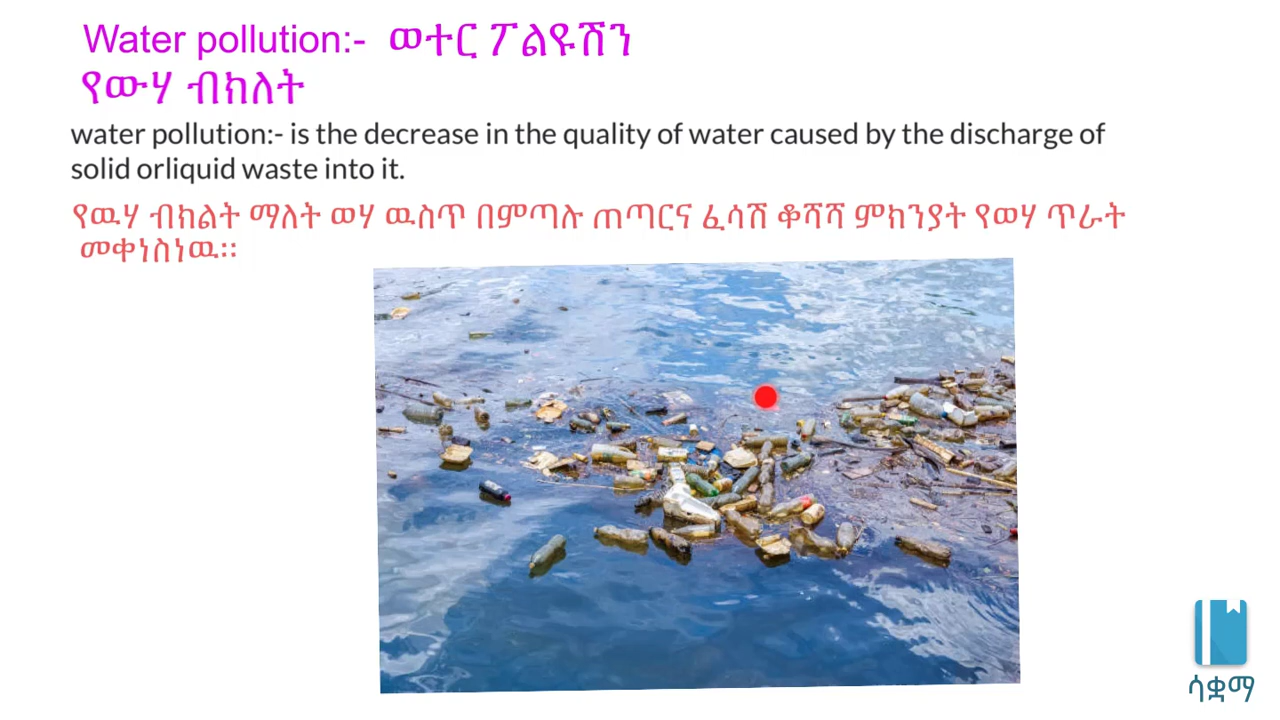 Water pollution:- ወተር ፖልዩሽን
የውሃ ብክለት
water pollution:- is the decrease in the quality of water caused by the discharge of
solid orliquid waste into it.
የዉሃ ብክልት ማለት ወሃ ዉስጥ በምጣሉ ጠጣርና ፈሳሽ ቆሻሻ ምክንያት የወሃ ጥራት
መቀነስነዉ፡፡
ሳቋማ